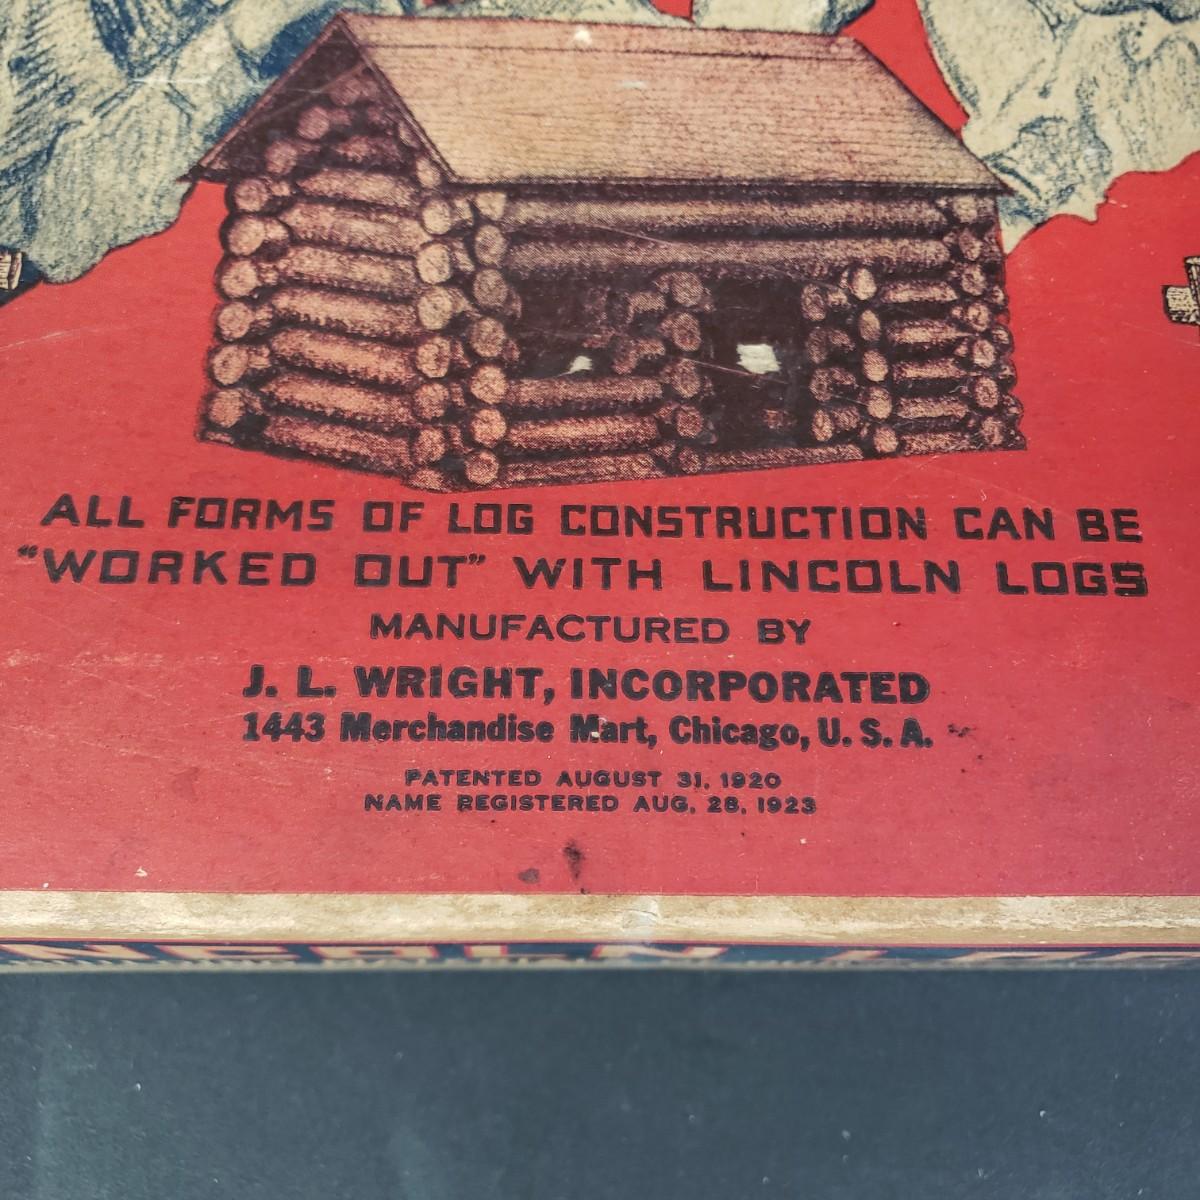 ALL FORMS OF LOG CONSTRUCTION CAN BE
"WORKED OUT" WITH LINCOLN LOGS
MANUFACTURED BY
J. L. WRIGHT, INCORPORATED
1443 Merchandise Mart, Chicago, U. S. A.
PATENTED AUGUST 31, 1920
NAME REGISTERED AUG. 28, 1923